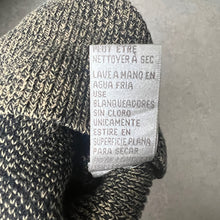 PEUT ETRE
NETTOYER À SEC
LAVE A MANO EN
AGUA FRIA
USE
BLANQUEADORES
SIN CLORO
UNICAMENTE
ESTIRE EN
SUPERFICIE PLANA
PARA SECAR